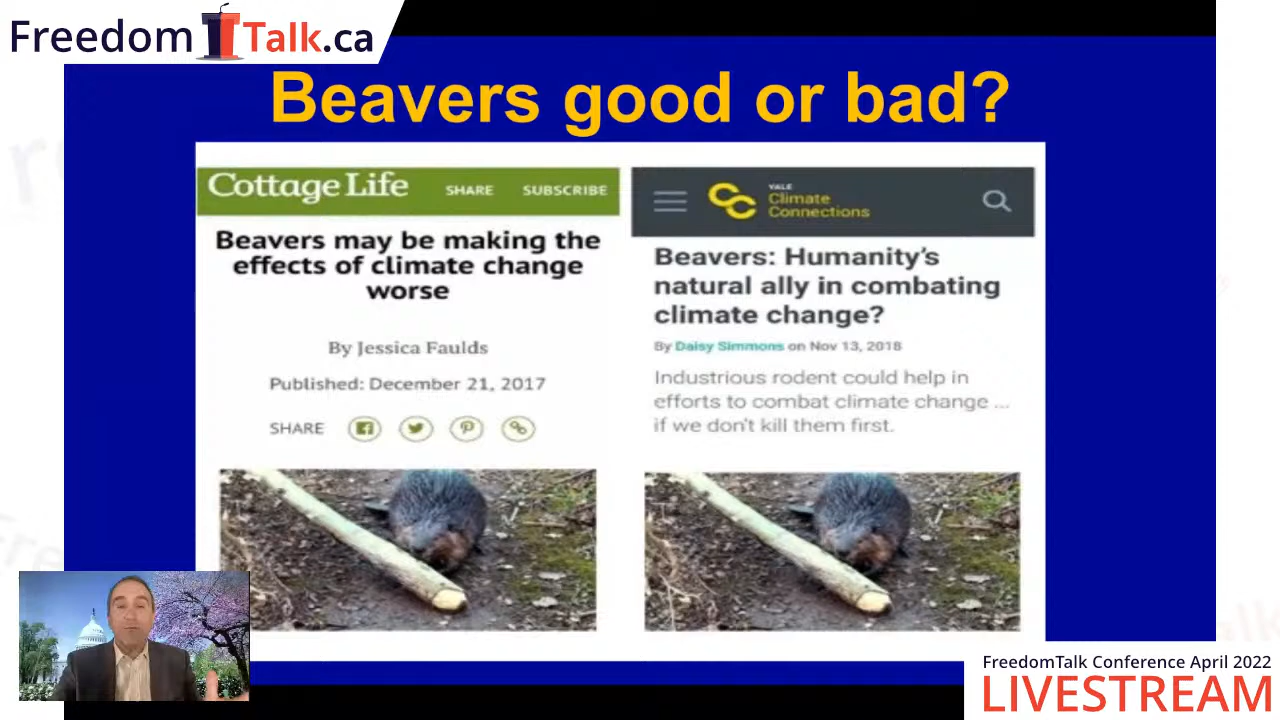 FreedomTalk.ca
Beavers good or bad?
Cottage Life SHARE SUBSCRIBE
Beavers may be making the
effects of climate change
worse
By Jessica Faulds
Published: December 21, 2017
SHARE
YALE
Climate
Connections
Beavers: Humanity's
natural ally in combating
climate change?
By Daisy Simmons on Nov 13, 2018
Industrious rodent could help in
efforts to combat climate change ...
if we don't kill them first.
FreedomTalk Conference April 2022
LIVESTREAM